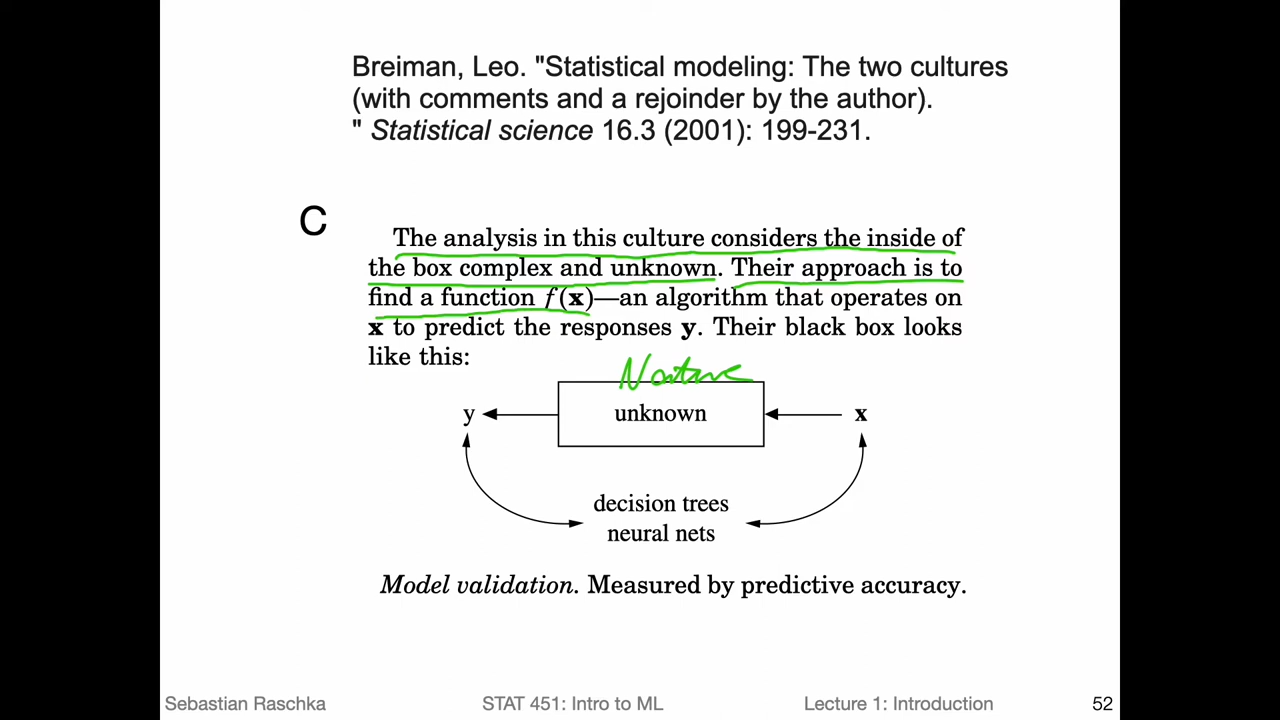 Breiman, Leo. "Statistical modeling: The two cultures
(with comments and a rejoinder by the author).
" Statistical science 16.3 (2001): 199-231.
C
The analysis in this culture considers the inside of
the box complex and unknown. Their approach is to
find a function f(x)—an algorithm that operates on
x to predict the responses y. Their black box looks
like this:
Nature
y unknown x
decision trees
neural nets
Model validation. Measured by predictive accuracy.
Sebastian Raschka STAT 451: Intro to ML Lecture 1: Introduction 52